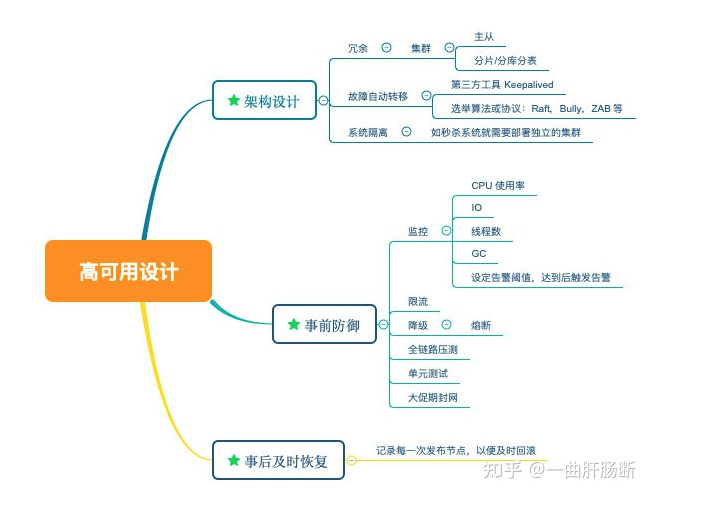 高可用设计
架构设计
冗余
集群
主从
分片/分库分表
故障自动转移
第三方工具 Keepalived
选举算法或协议：Raft，Bully，ZAB 等
系统隔离
如秒杀系统就需要部署独立的集群
事前防御
监控
CPU 使用率
IO
线程数
GC
设定告警阈值，达到后触发告警
限流
降级
熔断
全链路压测
单元测试
大促期封网
事后及时恢复
记录每一次发布节点，以便及时回滚
知乎 @一曲肝肠断